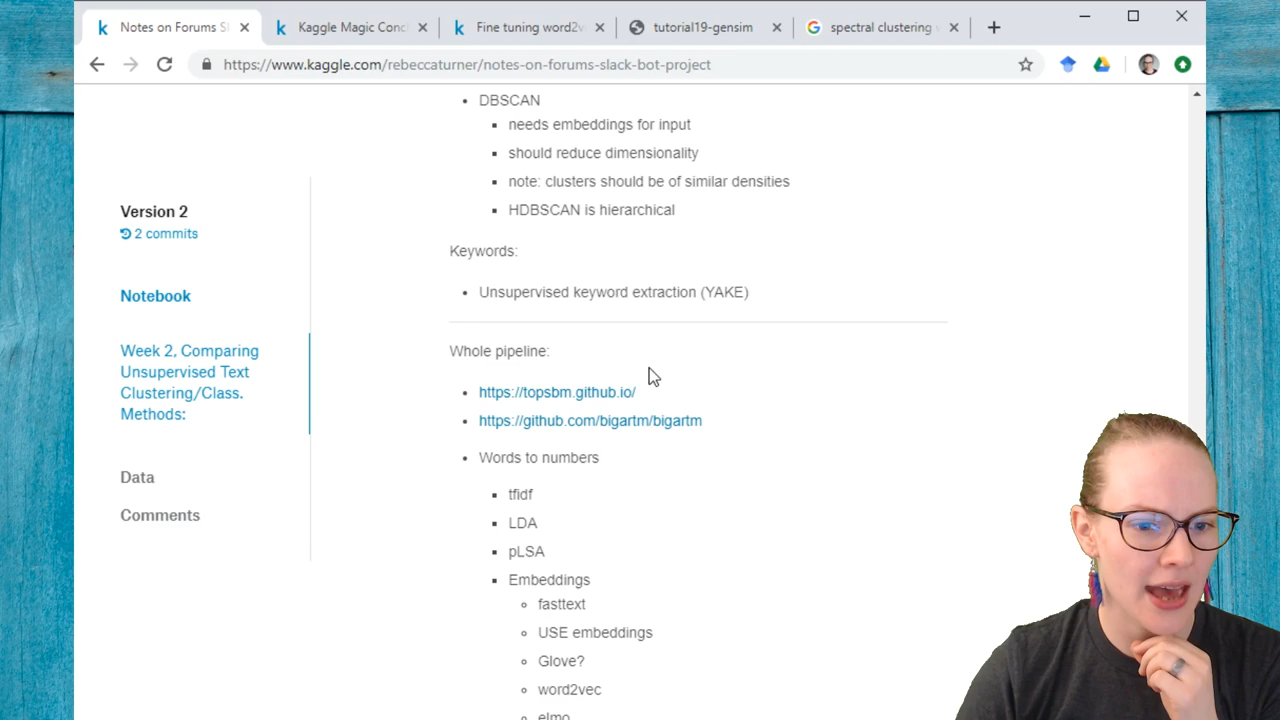 Notes on Forums Sl
Kaggle Magic Conc
Fine tuning word2v
tutorial19-gensim
spectral clustering
https://www.kaggle.com/rebeccaturner/notes-on-forums-slack-bot-project
DBSCAN
needs embeddings for input
should reduce dimensionality
note: clusters should be of similar densities
HDBSCAN is hierarchical
Version 2
2 commits
Keywords:
Notebook
Unsupervised keyword extraction (YAKE)
Week 2, Comparing
Unsupervised Text
Clustering/Class.
Methods:
Whole pipeline:
https://topsbm.github.io/
https://github.com/bigartm/bigartm
Data
Comments
Words to numbers
tfidf
LDA
pLSA
Embeddings
fasttext
USE embeddings
Glove?
word2vec
elmo